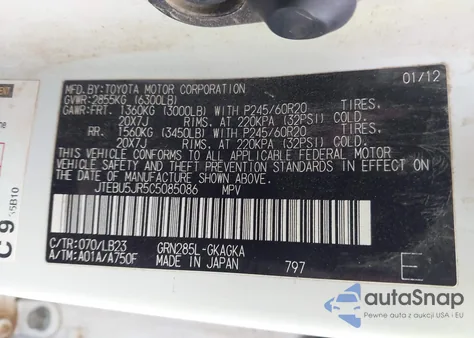 MFD.BY:TOYOTA MOTOR CORPORATION 01/12
GVWR:2855KG (6300LB)
GAWR:FRT. 1360KG (3000LB) WITH P245/60R20 TIRES,
20X7J RIMS, AT 220KPA (32PSI) COLD,
RR. 1560KG (3450LB) WITH P245/60R20 TIRES,
20X7J RIMS, AT 220KPA (32PSI) COLD,
THIS VEHICLE CONFORMS TO ALL APPLICABLE FEDERAL MOTOR
VEHICLE SAFETY AND THEFT PREVENTION STANDARDS IN EFFECT ON
THE DATE OF MANUFACTURE SHOWN ABOVE.
JTEBU5JR5C5085086 MPV
C/TR:070/LB23 GRN285L-GKAGKA
A/TM:A01A/A750F MADE IN JAPAN 797 E
C 9
35B10
autoSnap
Pewne auta z aukcji USA i EU